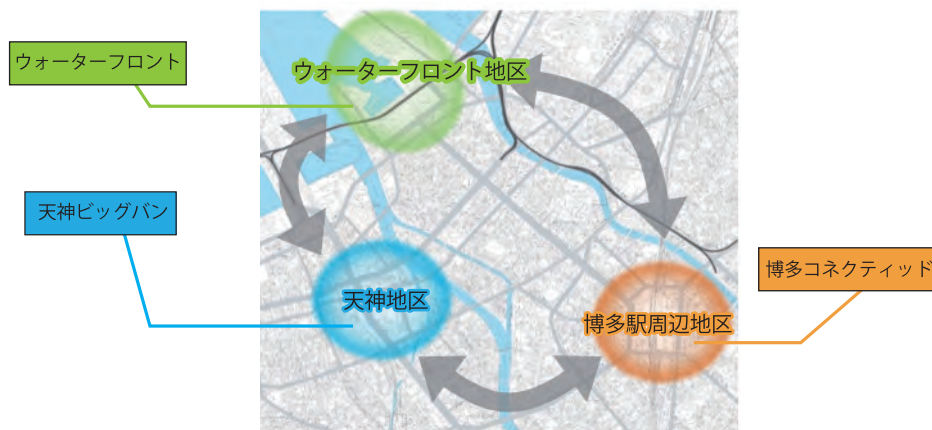 ウォーターフロント
ウォーターフロント地区
天神ビッグバン
天神地区
博多コネクティッド
博多駅周辺地区